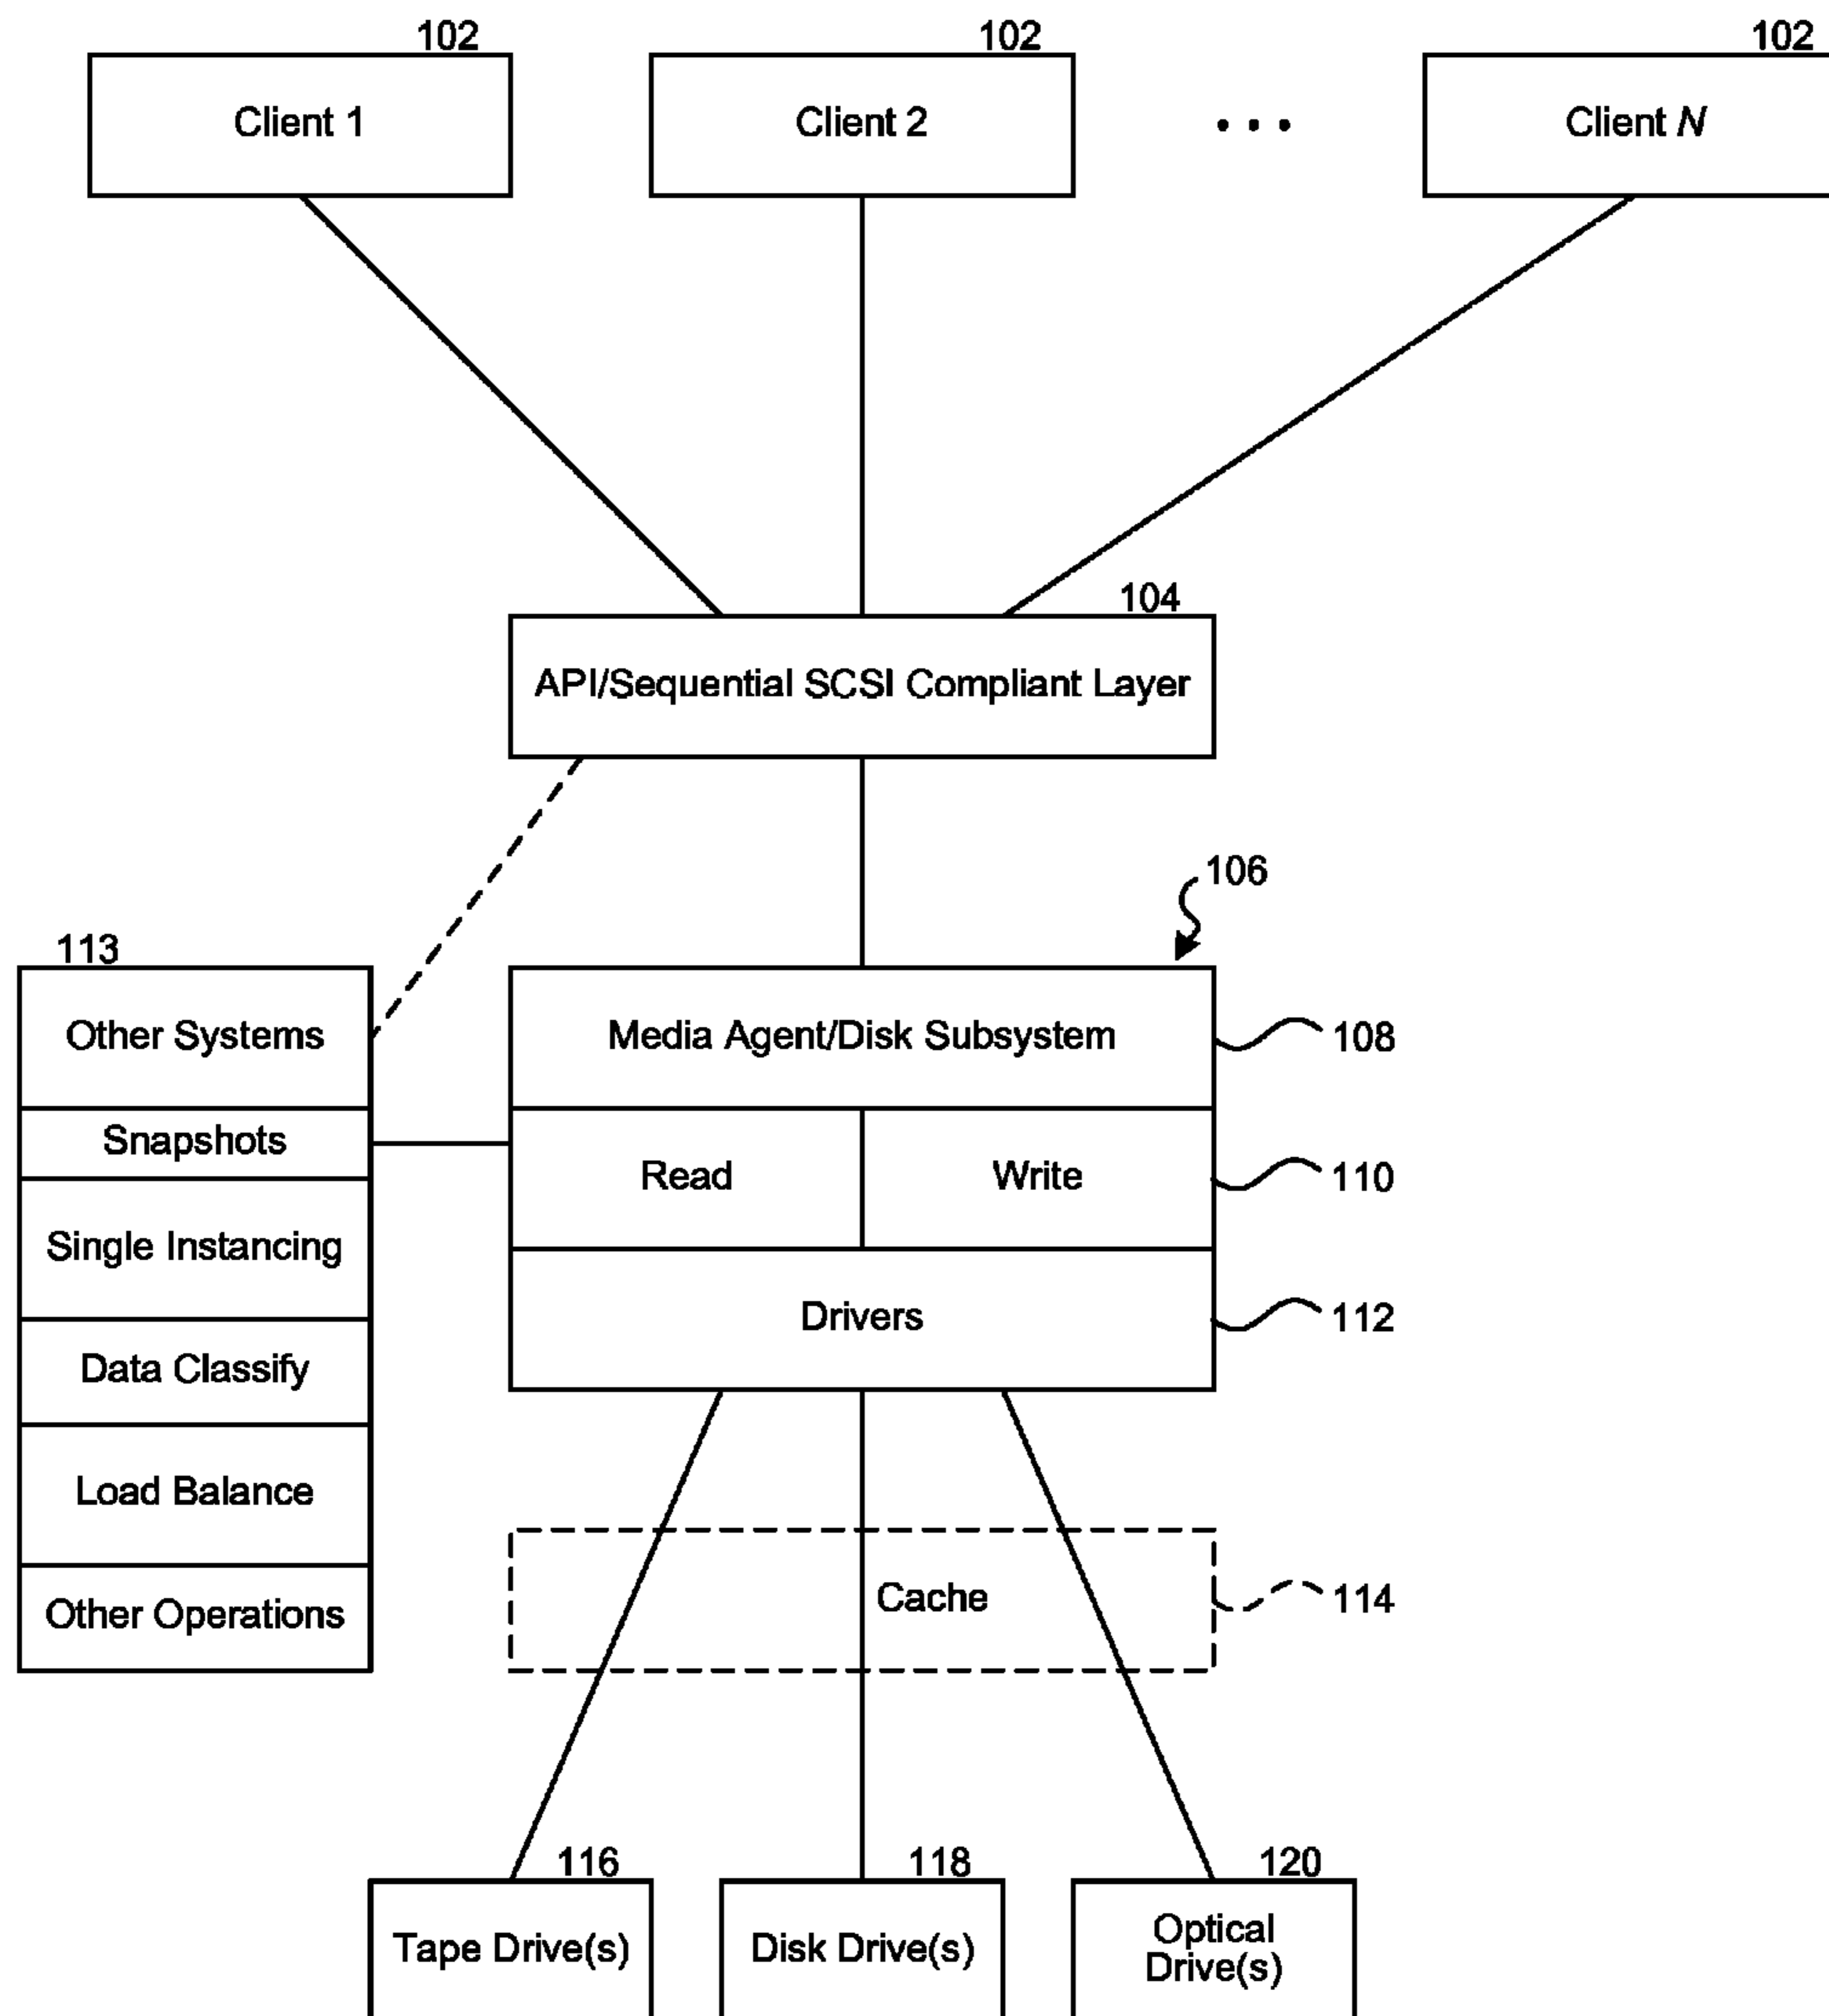 102
102
102
Client 1
Client 2
• • •
Client N
104
API/Sequential SCSI Compliant Layer
106
113
Other Systems
Media Agent/Disk Subsystem
108
Snapshots
Read
Write
110
Single Instancing
Drivers
112
Data Classify
Load Balance
Cache
114
Other Operations
116
118
120
Tape Drive(s)
Disk Drive(s)
Optical
Drive(s)